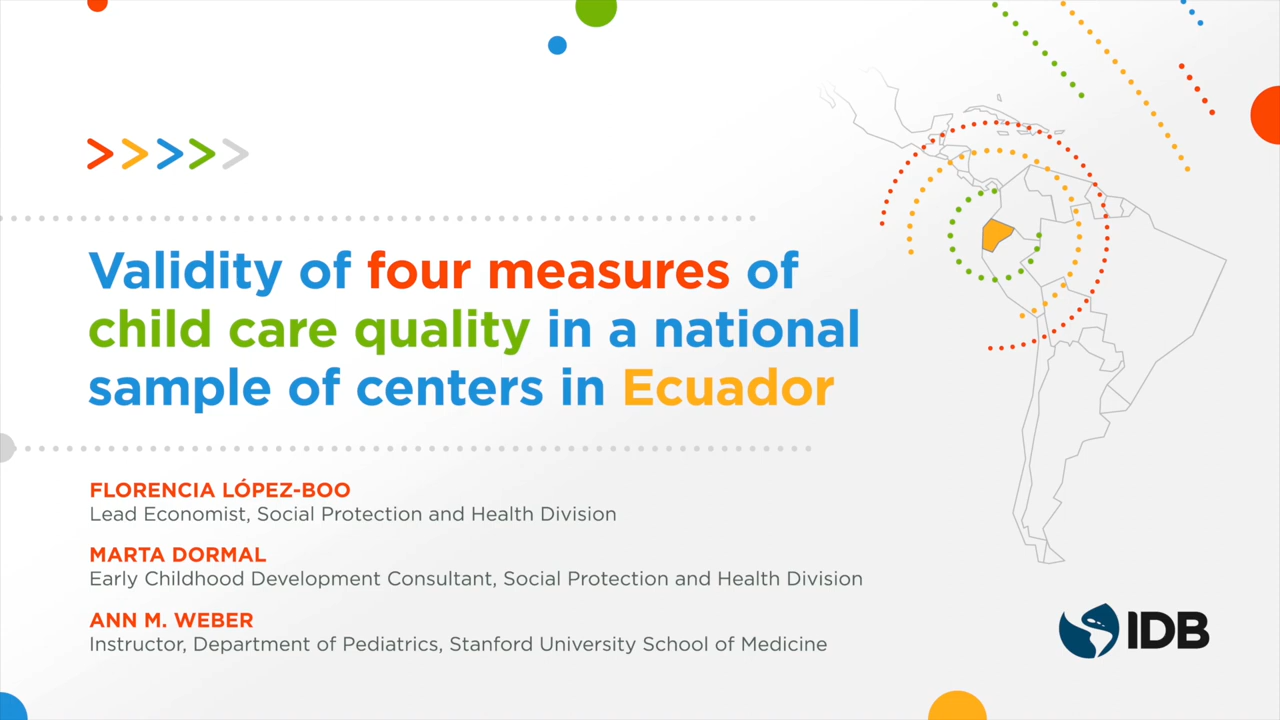 Validity of four measures of
child care quality in a national
sample of centers in Ecuador
FLORENCIA LÓPEZ-BOO
Lead Economist, Social Protection and Health Division
MARTA DORMAL
Early Childhood Development Consultant, Social Protection and Health Division
ANN M. WEBER
Instructor, Department of Pediatrics, Stanford University School of Medicine
IDB